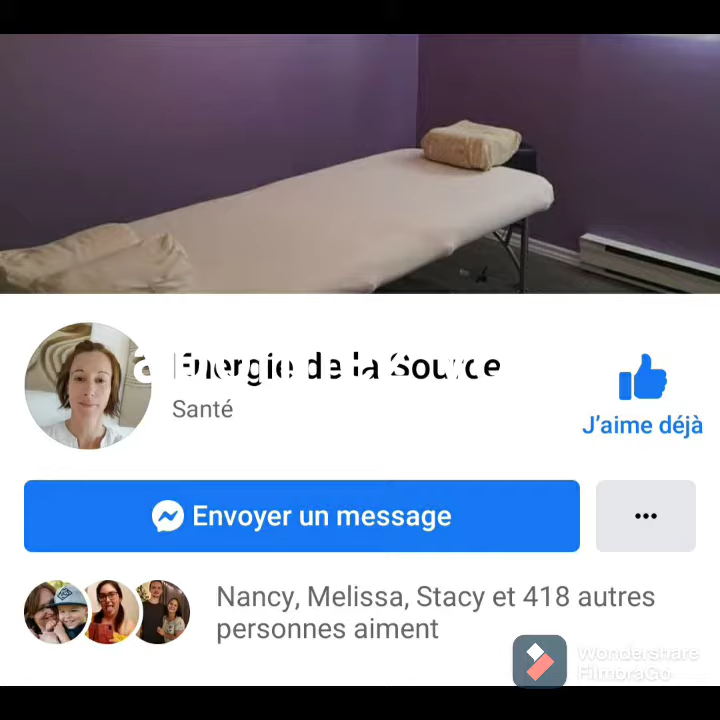 Énergie de la Source
Santé
J'aime déjà
Envoyer un message
Nancy, Melissa, Stacy et 418 autres
personnes aiment
Wondershare
FilmoraGo